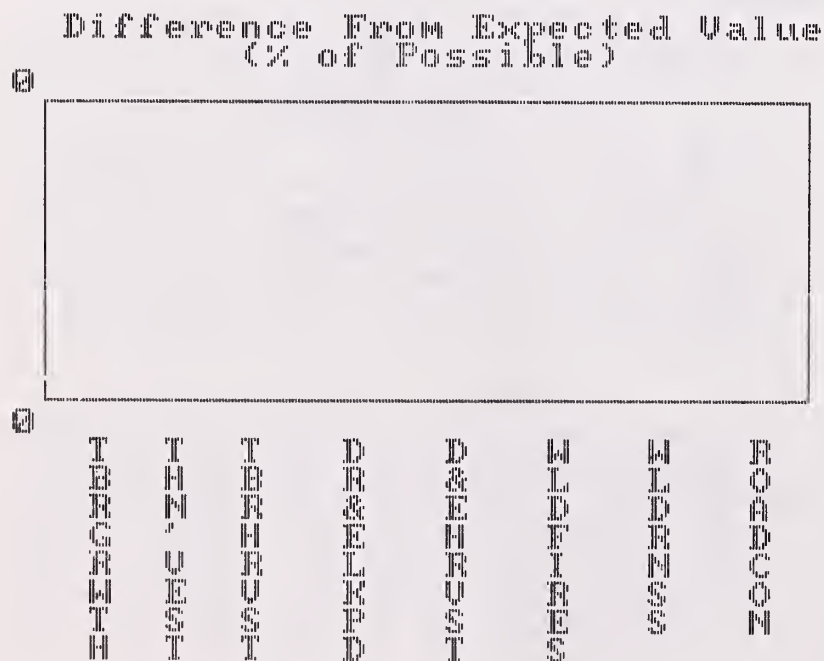 Difference From Expected Value
(% of Possible)
0
0
TBRGRWTH
THN'VEST
TBRHRVST
DR&ELKPD
D&EHRVST
WLDFIRES
WLDRNSS
ROADCON